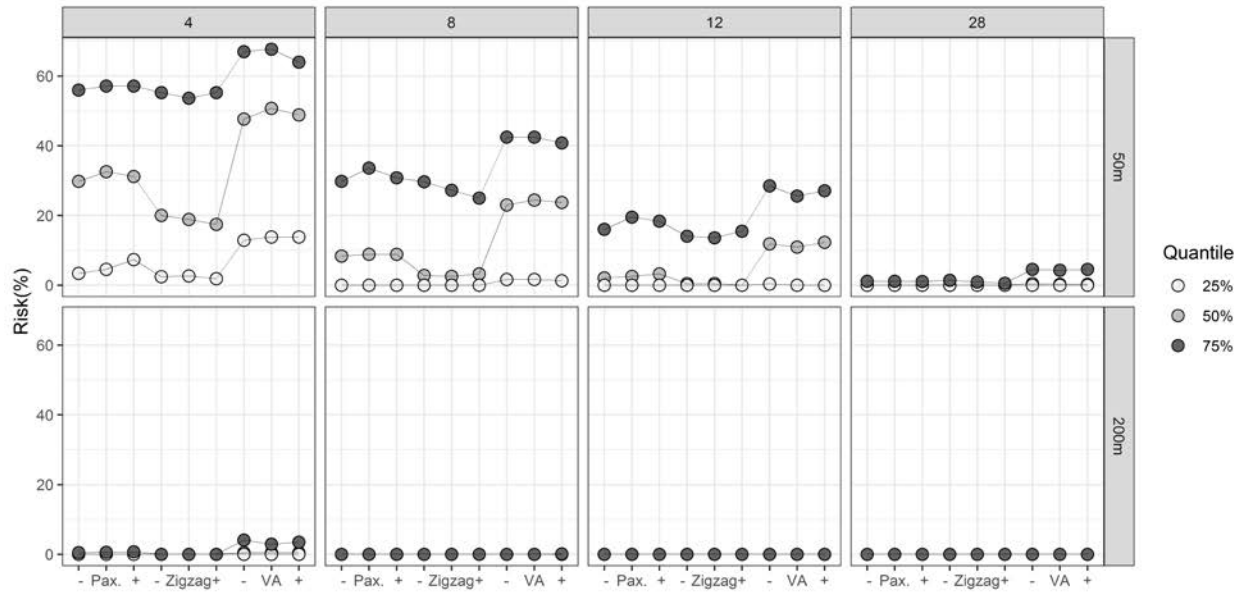 4 8 12 28
60
40
20
0
50m
Risk(%)
60
40
20
0
200m
- Pax. + - Zigzag+ - VA +
- Pax. + - Zigzag+ - VA +
- Pax. + - Zigzag+ - VA +
- Pax. + - Zigzag+ - VA +
Quantile
25%
50%
75%